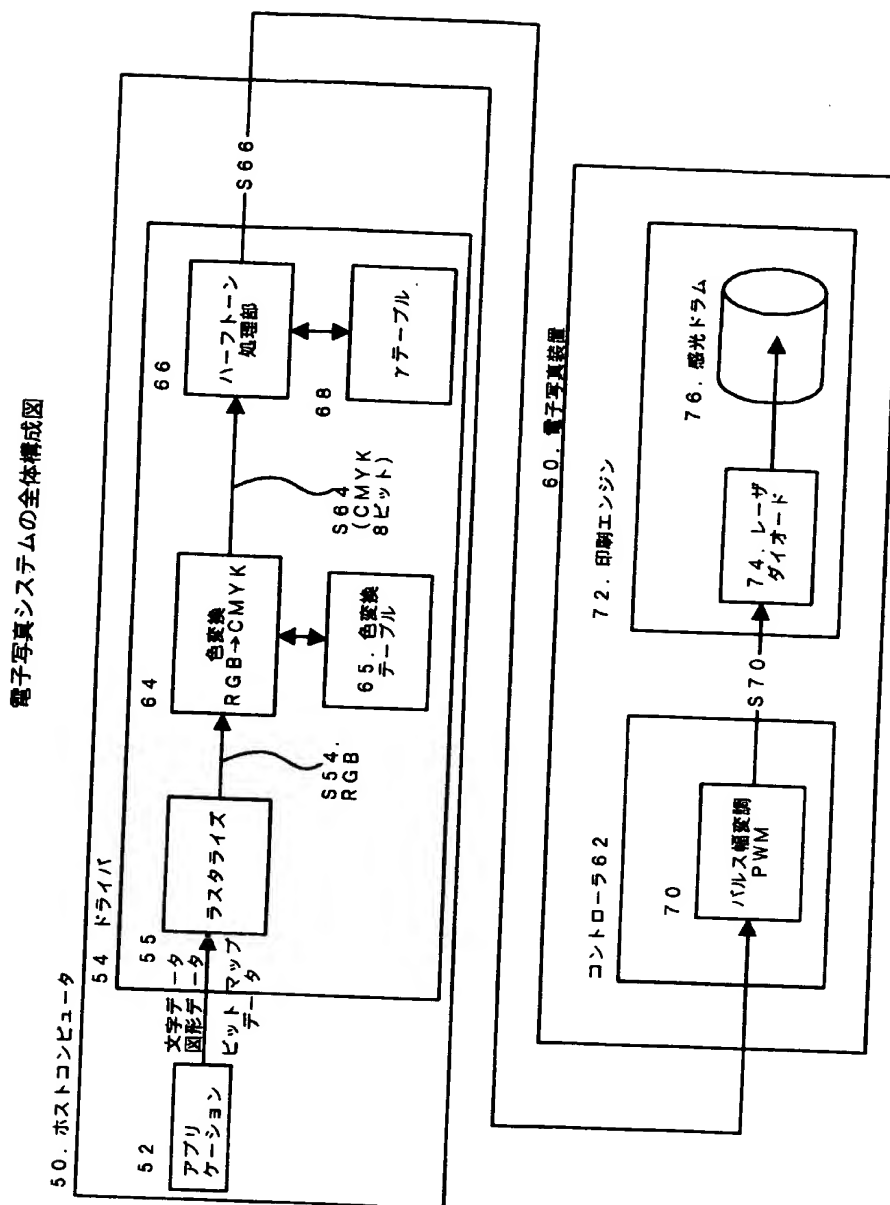 電子写真システムの全体構成図
50.ホストコンピュータ
52
アプリ
ケーション
文字データ
図形データ
ビットマップ
データ
54 ドライバ
55
ラスタライズ
S54.
RGB
64
色変換
RGB→CMYK
65.色変換
テーブル
S64
(CMYK
8ビット)
66
ハーフトーン
処理部
68
γテーブル
S66
60.電子写真装置
コントローラ62
70
パルス幅変調
PWM
S70
72.印刷エンジン
74.レーザ
ダイオード
76.感光ドラム